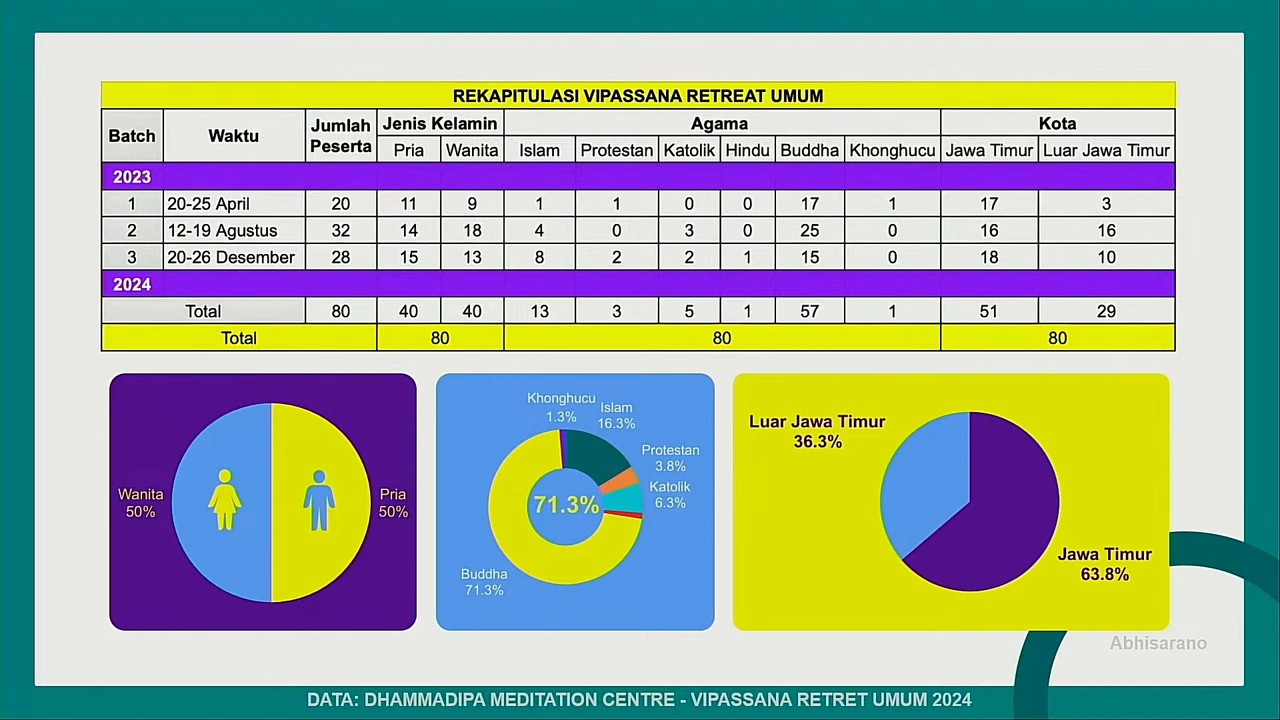 REKAPITULASI VIPASSANA RETREAT UMUM
Batch Waktu Jumlah Peserta Jenis Kelamin Agama Kota
Pria Wanita Islam Protestan Katolik Hindu Buddha Khonghucu Jawa Timur Luar Jawa Timur
2023
1 20-25 April 20 11 9 1 1 0 0 17 1 17 3
2 12-19 Agustus 32 14 18 4 0 3 0 25 0 16 16
3 20-26 Desember 28 15 13 8 2 2 1 15 0 18 10
2024
Total 80 40 40 13 3 5 1 57 1 51 29
Total 80 80 80
Wanita
50%
Pria
50%
Khonghucu
1.3%
Islam
16.3%
Protestan
3.8%
Katolik
6.3%
71.3%
Buddha
71.3%
Luar Jawa Timur
36.3%
Jawa Timur
63.8%
Abhisarano
DATA: DHAMMADIPA MEDITATION CENTRE - VIPASSANA RETRET UMUM 2024